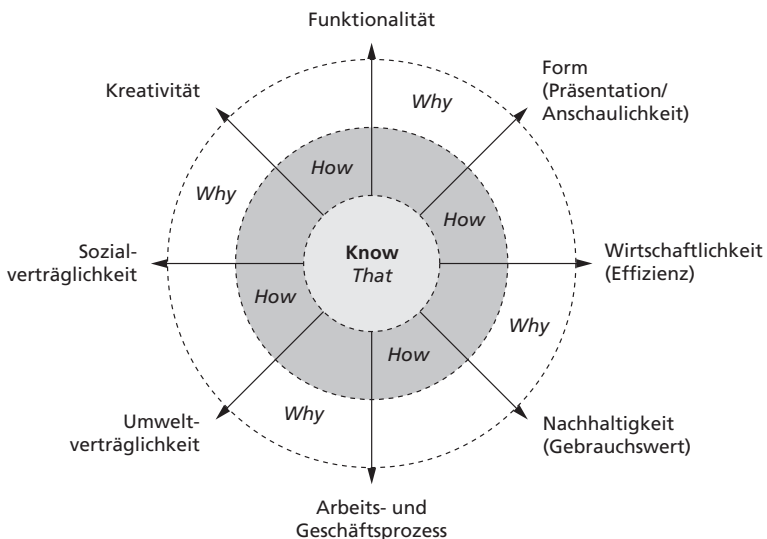 Funktionalität
Form
(Präsentation/
Anschaulichkeit)
Kreativität
Why
How
Why
How
Know
That
Sozial-
verträglichkeit
Wirtschaftlichkeit
(Effizienz)
How
Why
How
Why
Umwelt-
verträglichkeit
Nachhaltigkeit
(Gebrauchswert)
Arbeits- und
Geschäftsprozess